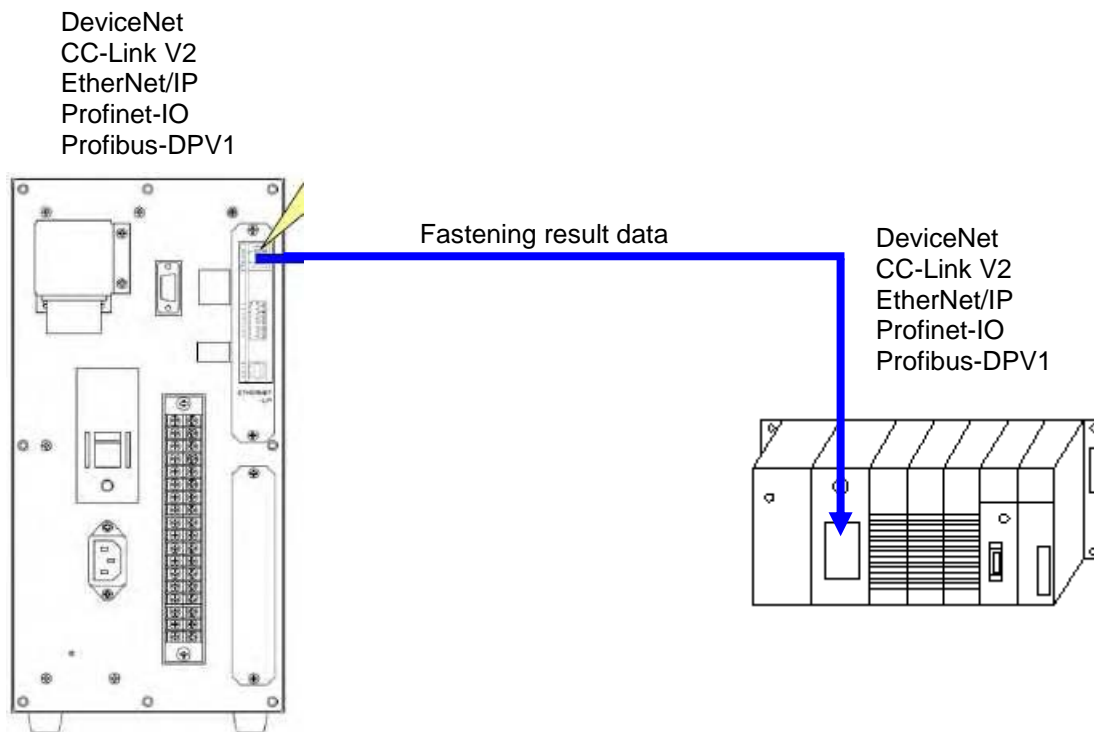 DeviceNet
CC-Link V2
EtherNet/IP
Profinet-IO
Profibus-DPV1
Fastening result data
DeviceNet
CC-Link V2
EtherNet/IP
Profinet-IO
Profibus-DPV1
ETHERNET